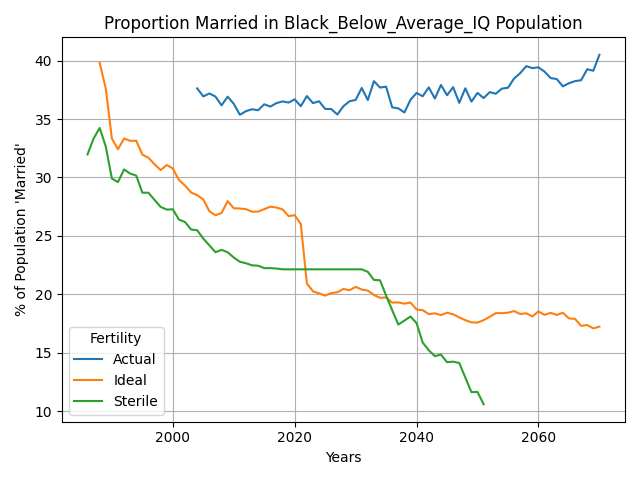 Proportion Married in Black_Below_Average_IQ Population
% of Population 'Married'
40
35
30
25
20
15
10
Fertility
Actual
Ideal
Sterile
2000 2020 2040 2060
Years